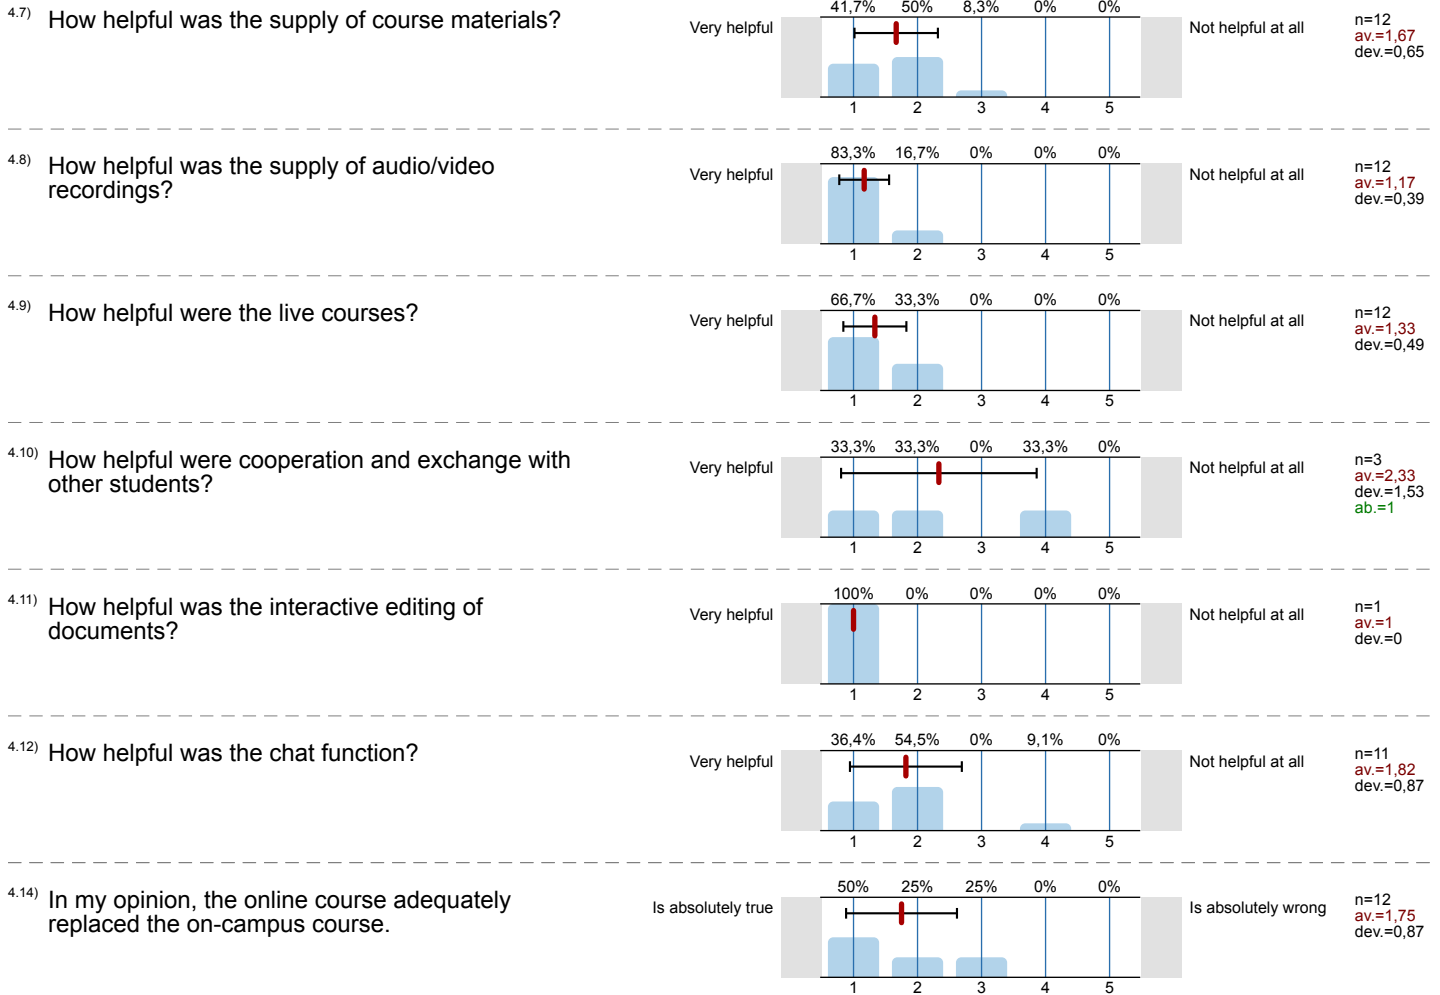 4.7) How helpful was the supply of course materials?
Very helpful
41,7% 50% 8,3% 0% 0%
1 2 3 4 5
Not helpful at all
n=12
av.=1,67
dev.=0,65
4.8) How helpful was the supply of audio/video
recordings?
Very helpful
83,3% 16,7% 0% 0% 0%
1 2 3 4 5
Not helpful at all
n=12
av.=1,17
dev.=0,39
4.9) How helpful were the live courses?
Very helpful
66,7% 33,3% 0% 0% 0%
1 2 3 4 5
Not helpful at all
n=12
av.=1,33
dev.=0,49
4.10) How helpful were cooperation and exchange with
other students?
Very helpful
33,3% 33,3% 0% 33,3% 0%
1 2 3 4 5
Not helpful at all
n=3
av.=2,33
dev.=1,53
ab.=1
4.11) How helpful was the interactive editing of
documents?
Very helpful
100% 0% 0% 0% 0%
1 2 3 4 5
Not helpful at all
n=1
av.=1
dev.=0
4.12) How helpful was the chat function?
Very helpful
36,4% 54,5% 0% 9,1% 0%
1 2 3 4 5
Not helpful at all
n=11
av.=1,82
dev.=0,87
4.14) In my opinion, the online course adequately
replaced the on-campus course.
Is absolutely true
50% 25% 25% 0% 0%
1 2 3 4 5
Is absolutely wrong
n=12
av.=1,75
dev.=0,87